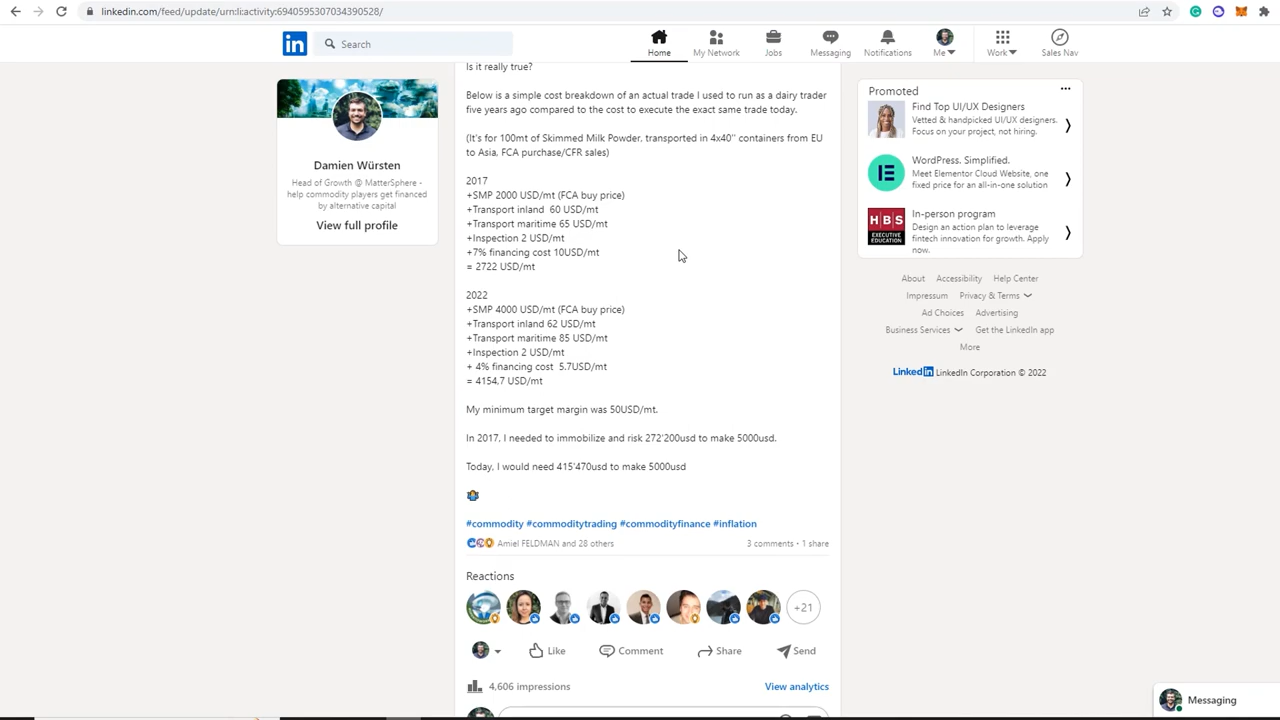 linkedin.com/feed/update/urn:li:activity:6940595307034390528/
in
Search
Home
My Network
Jobs
Messaging
Notifications
Me
Work
Sales Nav
Damien Würsten
Head of Growth @ MatterSphere -
help commodity players get financed
by alternative capital
View full profile
Is it really true?
Below is a simple cost breakdown of an actual trade I used to run as a dairy trader
five years ago compared to the cost to execute the exact same trade today.
(It's for 100mt of Skimmed Milk Powder, transported in 4x40'' containers from EU
to Asia, FCA purchase/CFR sales)
2017
+SMP 2000 USD/mt (FCA buy price)
+Transport inland 60 USD/mt
+Transport maritime 65 USD/mt
+Inspection 2 USD/mt
+7% financing cost 10USD/mt
= 2722 USD/mt
2022
+SMP 4000 USD/mt (FCA buy price)
+Transport inland 62 USD/mt
+Transport maritime 85 USD/mt
+Inspection 2 USD/mt
+ 4% financing cost 5.7USD/mt
= 4154,7 USD/mt
My minimum target margin was 50USD/mt.
In 2017, I needed to immobilize and risk 272'200usd to make 5000usd.
Today, I would need 415'470usd to make 5000usd
#commodity #commoditytrading #commodityfinance #inflation
Amiel FELDMAN and 28 others
3 comments • 1 share
Reactions
+21
Like
Comment
Share
Send
4,606 impressions
View analytics
Promoted
Find Top UI/UX Designers
Vetted & handpicked UI/UX designers.
Focus on your project, not hiring.
WordPress. Simplified.
Meet Elementor Cloud Website, one
fixed price for an all-in-one solution
HBS
EXECUTIVE
EDUCATION
In-person program
Design an action plan to leverage
fintech innovation for growth. Apply
now.
About Accessibility Help Center
Impressum Privacy & Terms
Ad Choices Advertising
Business Services Get the LinkedIn app
More
Linkedin LinkedIn Corporation © 2022
Messaging